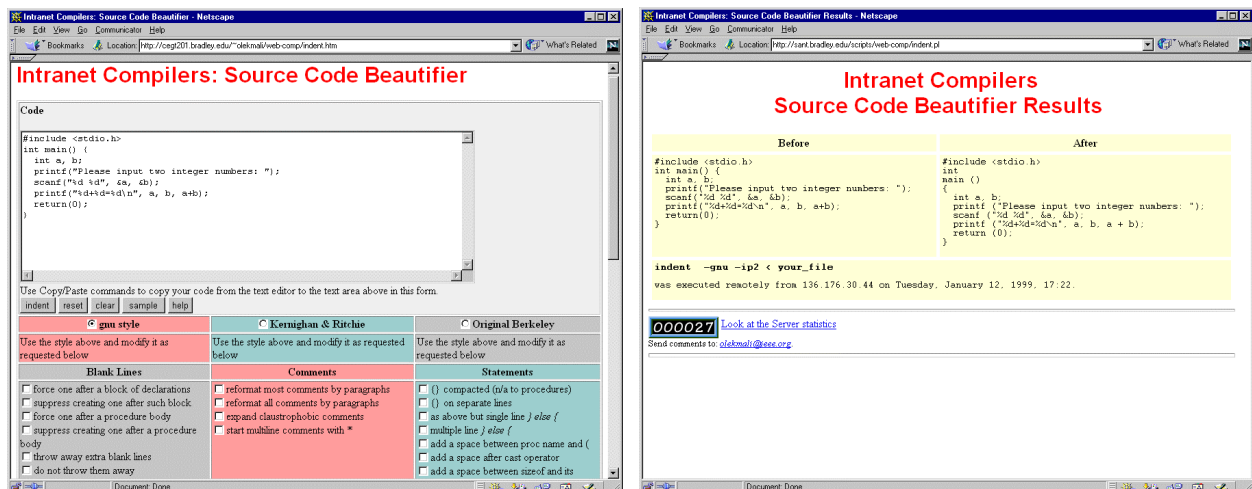 Intranet Compilers: Source Code Beautifier - Netscape
File Edit View Go Communicator Help
Bookmarks Location: http://cegt201.bradley.edu/~olekmali/web-comp/indent.htm What's Related
Intranet Compilers: Source Code Beautifier
Code
#include <stdio.h>
int main() {
  int a, b;
  printf("Please input two integer numbers: ");
  scanf("%d %d", &a, &b);
  printf("%d+%d=%d\n", a, b, a+b);
  return(0);
}
Use Copy/Paste commands to copy your code from the text editor to the text area above in this form.
indent reset clear sample help
gnu style Kernighan & Ritchie Original Berkeley
Use the style above and modify it as requested below
Use the style above and modify it as requested below
Use the style above and modify it as requested below
Blank Lines Comments Statements
force one after a block of declarations
suppress creating one after such block
force one after a procedure body
suppress creating one after a procedure body
throw away extra blank lines
do not throw them away
reformat most comments by paragraphs
reformat all comments by paragraphs
expand claustrophobic comments
start multiline comments with *
{} compacted (n/a to procedures)
{} on separate lines
as above but single line } else {
multiple line } else {
add a space between proc name and (
add a space after cast operator
add a space between sizeof and its
Document: Done
Intranet Compilers: Source Code Beautifier Results - Netscape
File Edit View Go Communicator Help
Bookmarks Location: http://sant.bradley.edu/scripts/web-comp/indent.pl What's Related
Intranet Compilers
Source Code Beautifier Results
Before
#include <stdio.h>
int main() {
  int a, b;
  printf("Please input two integer numbers: ");
  scanf("%d %d", &a, &b);
  printf("%d+%d=%d\n", a, b, a+b);
  return(0);
}
After
#include <stdio.h>
int
main ()
{
  int a, b;
  printf ("Please input two integer numbers: ");
  scanf ("%d %d", &a, &b);
  printf ("%d+%d=%d\n", a, b, a + b);
  return (0);
}
indent -gnu -ip2 < your_file
was executed remotely from 136.176.30.44 on Tuesday, January 12, 1999, 17:22.
000027 Look at the Server statistics
Send comments to: olekmali@ieee.org.
Document: Done